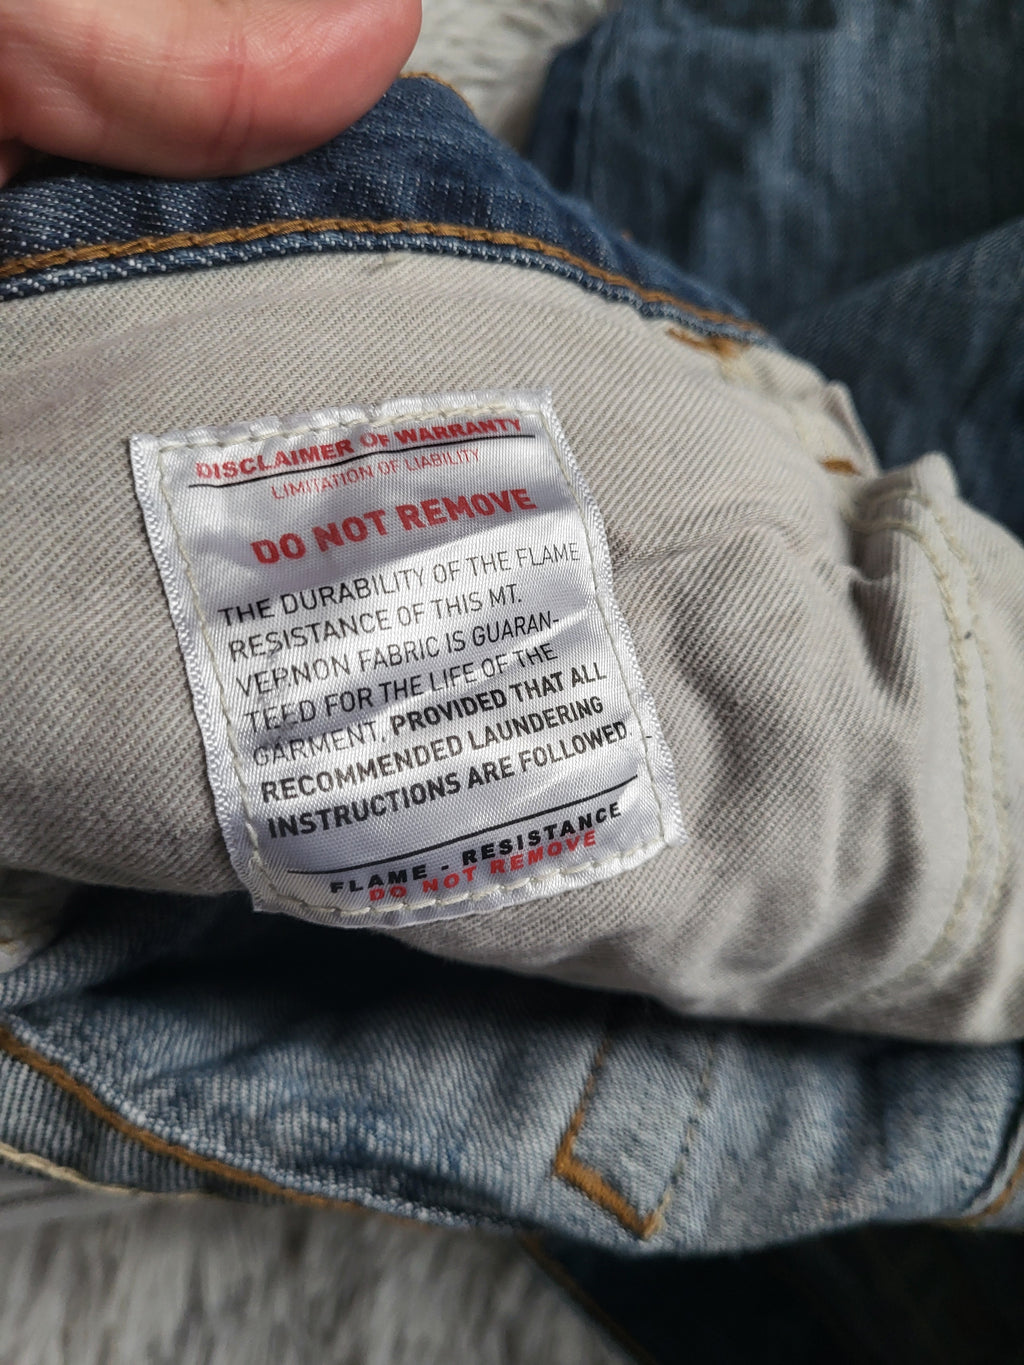 DISCLAIMER OF WARRANTY
LIMITATION OF LIABILITY
DO NOT REMOVE
THE DURABILITY OF THE FLAME
RESISTANCE OF THIS MT.
VERNON FABRIC IS GUARAN-
TEED FOR THE LIFE OF THE
GARMENT, PROVIDED THAT ALL
RECOMMENDED LAUNDERING
INSTRUCTIONS ARE FOLLOWED
FLAME - RESISTANCE
DO NOT REMOVE